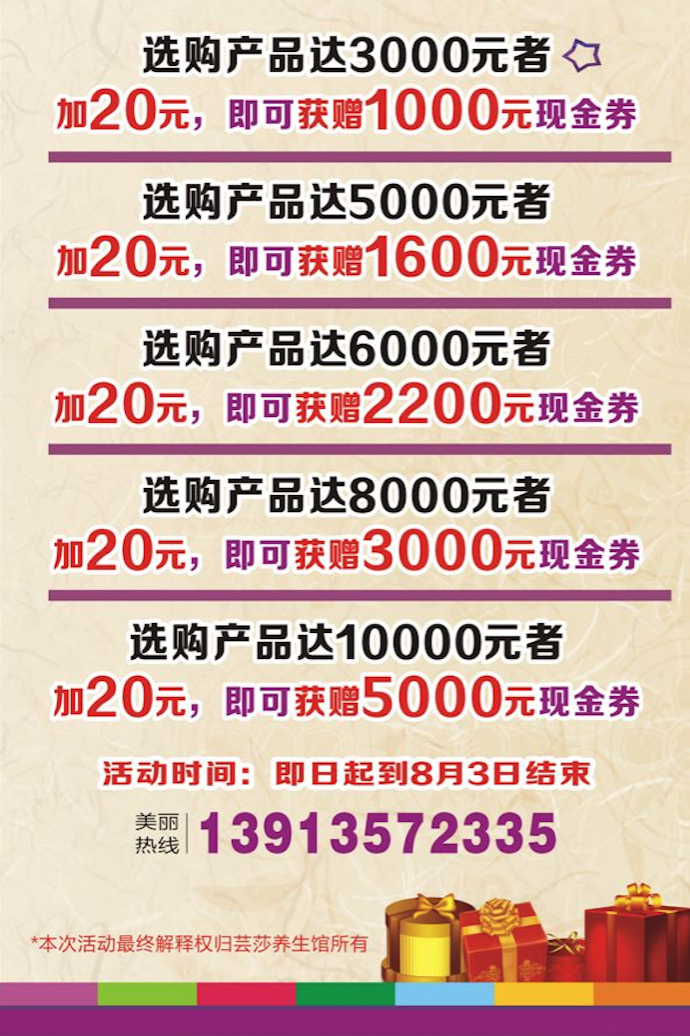 选购产品达3000元者
加20元，即可获赠1000元现金券
选购产品达5000元者
加20元，即可获赠1600元现金券
选购产品达6000元者
加20元，即可获赠2200元现金券
选购产品达8000元者
加20元，即可获赠3000元现金券
选购产品达10000元者
加20元，即可获赠5000元现金券
活动时间：即日起到8月3日结束
美丽
热线
13913572335
*本次活动最终解释权归芸莎养生馆所有